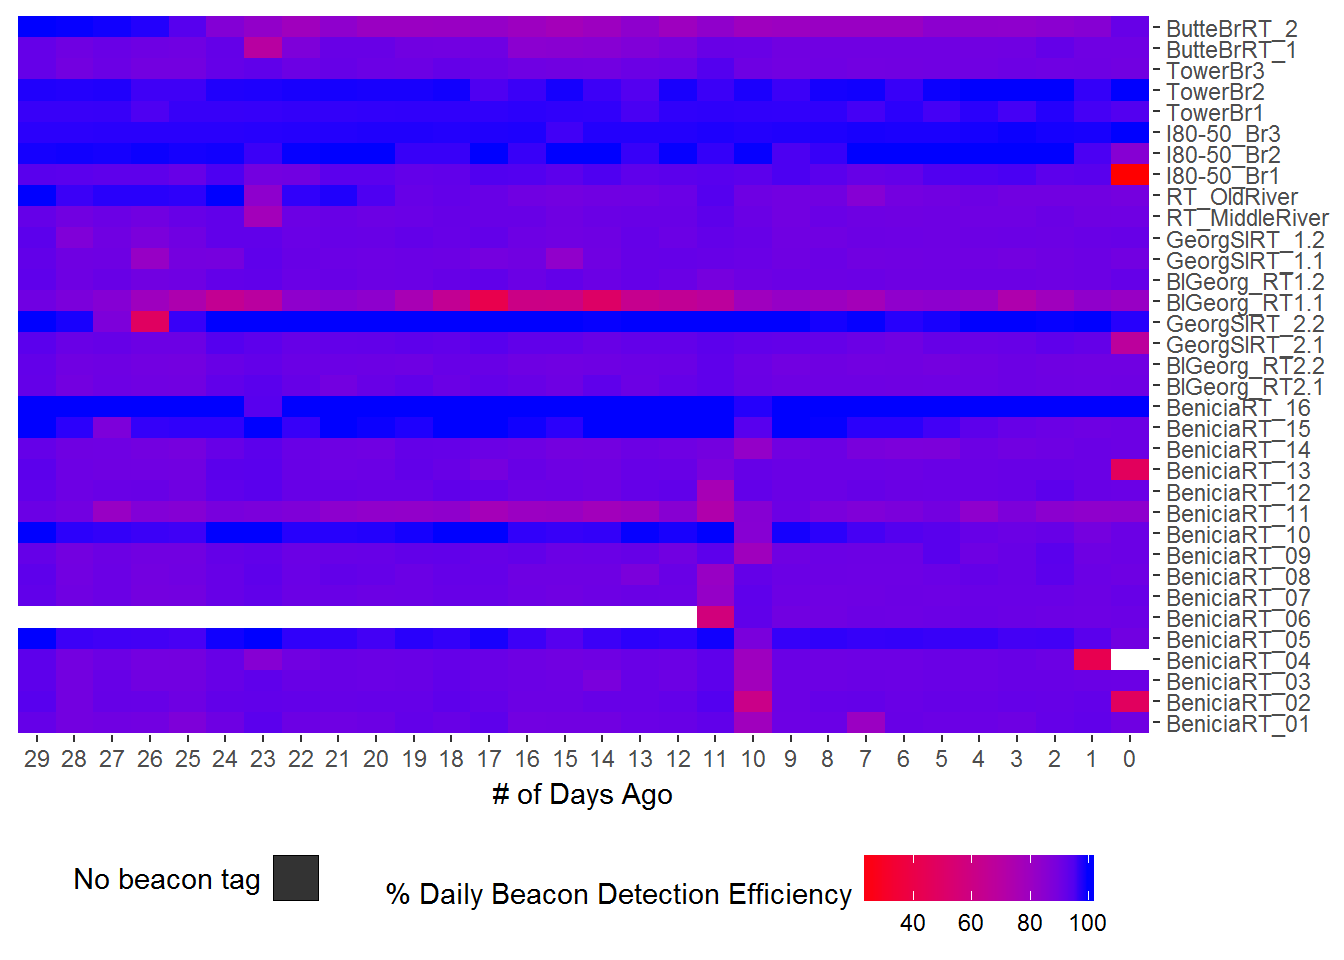 ButteBrRT_2
ButteBrRT_1
TowerBr3
TowerBr2
TowerBr1
I80-50_Br3
I80-50_Br2
I80-50_Br1
RT_OldRiver
RT_MiddleRiver
GeorgSlRT_1.2
GeorgSlRT_1.1
BlGeorg_RT1.2
BlGeorg_RT1.1
GeorgSlRT_2.2
GeorgSlRT_2.1
BlGeorg_RT2.2
BlGeorg_RT2.1
BeniciaRT_16
BeniciaRT_15
BeniciaRT_14
BeniciaRT_13
BeniciaRT_12
BeniciaRT_11
BeniciaRT_10
BeniciaRT_09
BeniciaRT_08
BeniciaRT_07
BeniciaRT_06
BeniciaRT_05
BeniciaRT_04
BeniciaRT_03
BeniciaRT_02
BeniciaRT_01
29 28 27 26 25 24 23 22 21 20 19 18 17 16 15 14 13 12 11 10 9 8 7 6 5 4 3 2 1 0
# of Days Ago
No beacon tag
% Daily Beacon Detection Efficiency
40 60 80 100